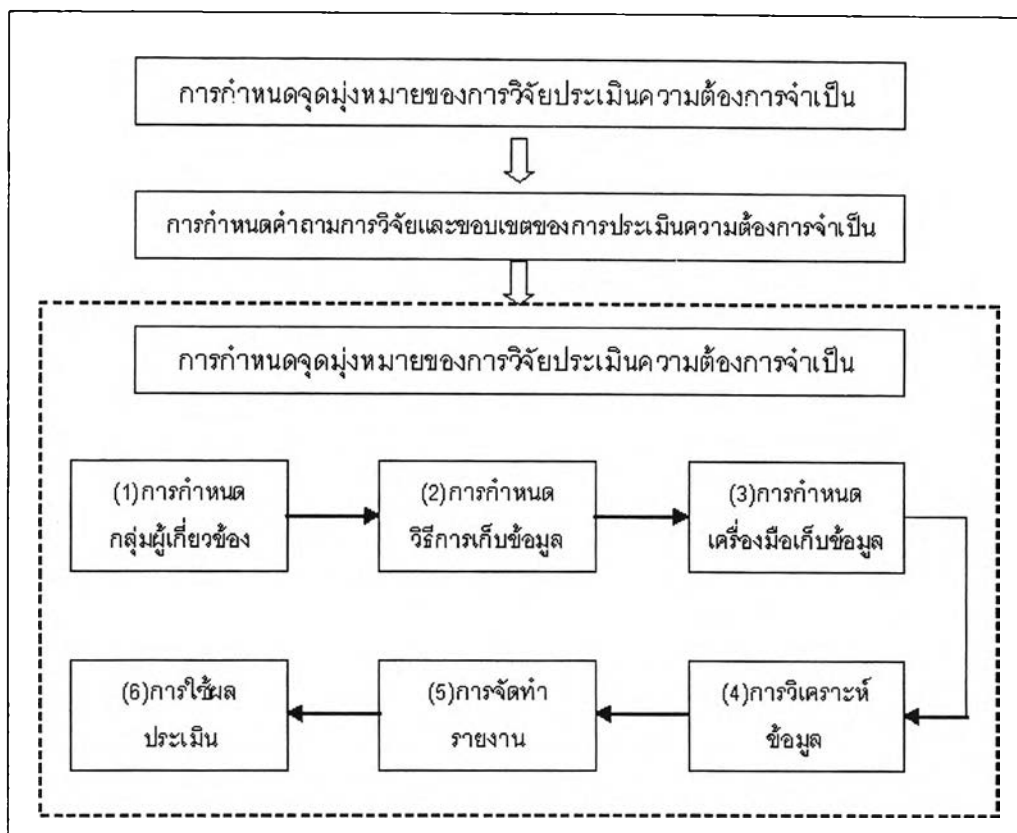 การกำหนดจุดมุ่งหมายของการวิจัยประเมินความต้องการจำเป็น
การกำหนดคำถามการวิจัยและขอบเขตของการประเมินความต้องการจำเป็น
การกำหนดจุดมุ่งหมายของการวิจัยประเมินความต้องการจำเป็น
(1)การกำหนด
กลุ่มผู้เกี่ยวข้อง
(2)การกำหนด
วิธีการเก็บข้อมูล
(3)การกำหนด
เครื่องมือเก็บข้อมูล
(4)การวิเคราะห์
ข้อมูล
(5)การจัดทำ
รายงาน
(6)การใช้ผล
ประเมิน